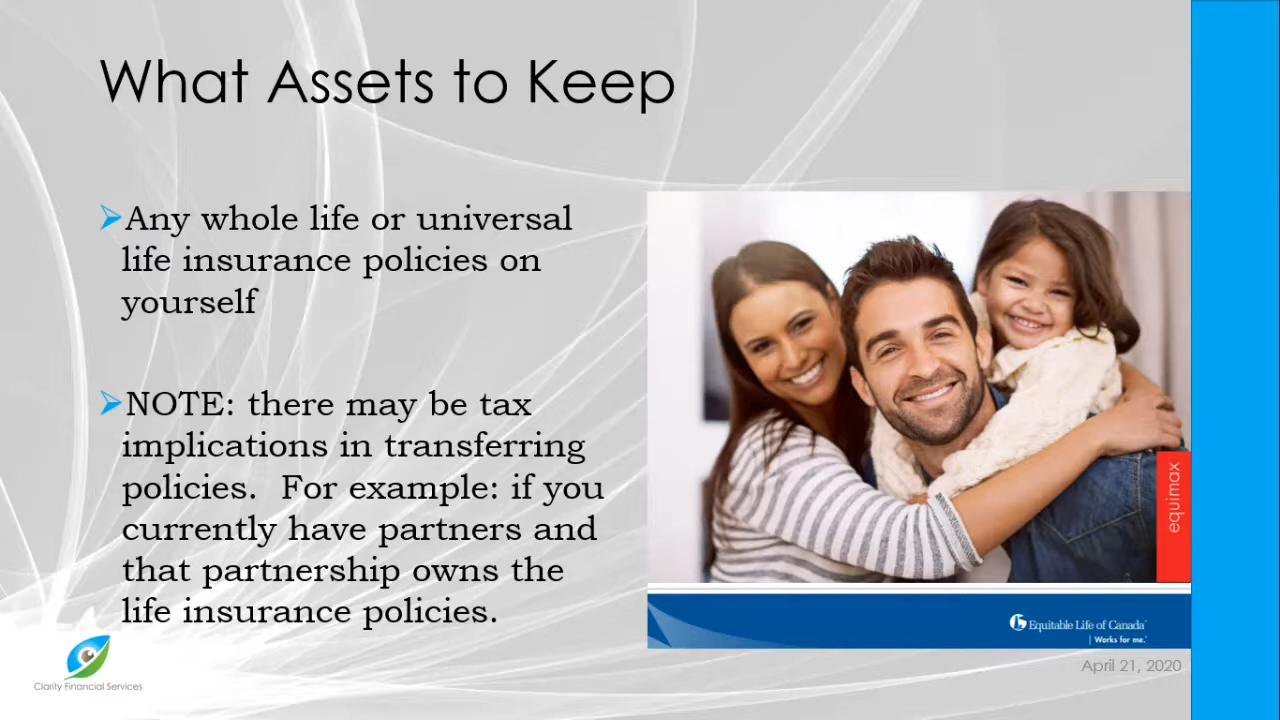 What Assets to Keep
Any whole life or universal
life insurance policies on
yourself
NOTE: there may be tax
implications in transferring
policies.  For example: if you
currently have partners and
that partnership owns the
life insurance policies.
equimax
Equitable Life of Canada
Works for me.
April 21, 2020
Clarity Financial Services